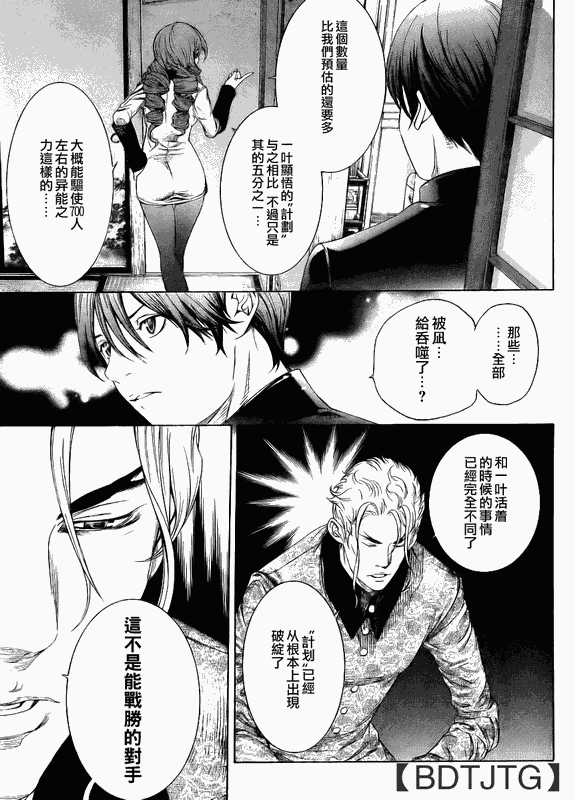 這個數量
比我們預估的還要多
一叶顯悟的〝計劃〞
與之相比 不過只是
其的五分之一…
大概能驅使700人
左右的异能之
力這樣的……
那些…
……全部
被凪…
給吞噬了…?
和一叶活着
的時候的事情
已經完全不同了
〝計划〞已經
从根本上出現
破綻了
這不是能戰勝的對手
【BDTJTG】